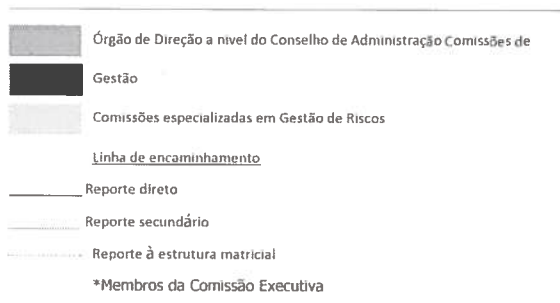 Órgão de Direção a nivel do Conselho de Administração Comissões de
Gestão
Comissões especializadas em Gestão de Riscos
Linha de encaminhamento
Reporte direto
Reporte secundário
Reporte à estrutura matricial
*Membros da Comissão Executiva